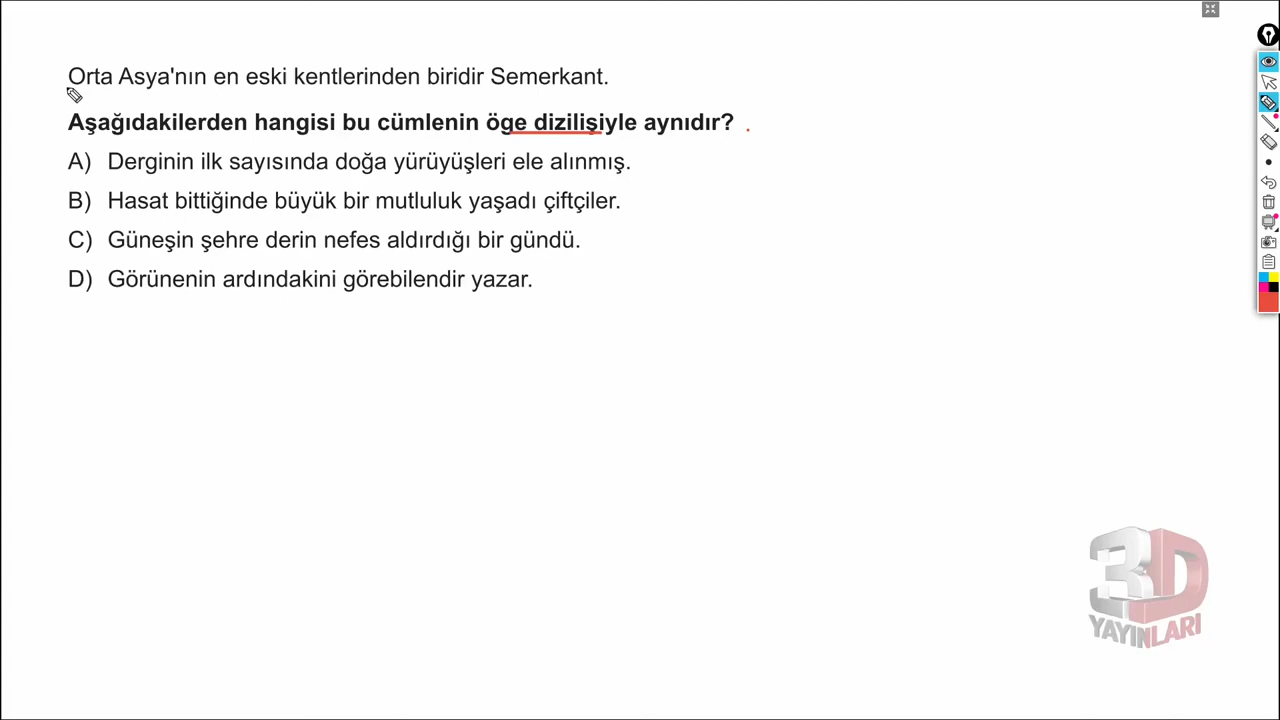 Orta Asya'nın en eski kentlerinden biridir Semerkant.
Aşağıdakilerden hangisi bu cümlenin öge dizilişiyle aynıdır?
A) Derginin ilk sayısında doğa yürüyüşleri ele alınmış.
B) Hasat bittiğinde büyük bir mutluluk yaşadı çiftçiler.
C) Güneşin şehre derin nefes aldırdığı bir gündü.
D) Görünenin ardındakini görebilendir yazar.
3D
YAYINLARI